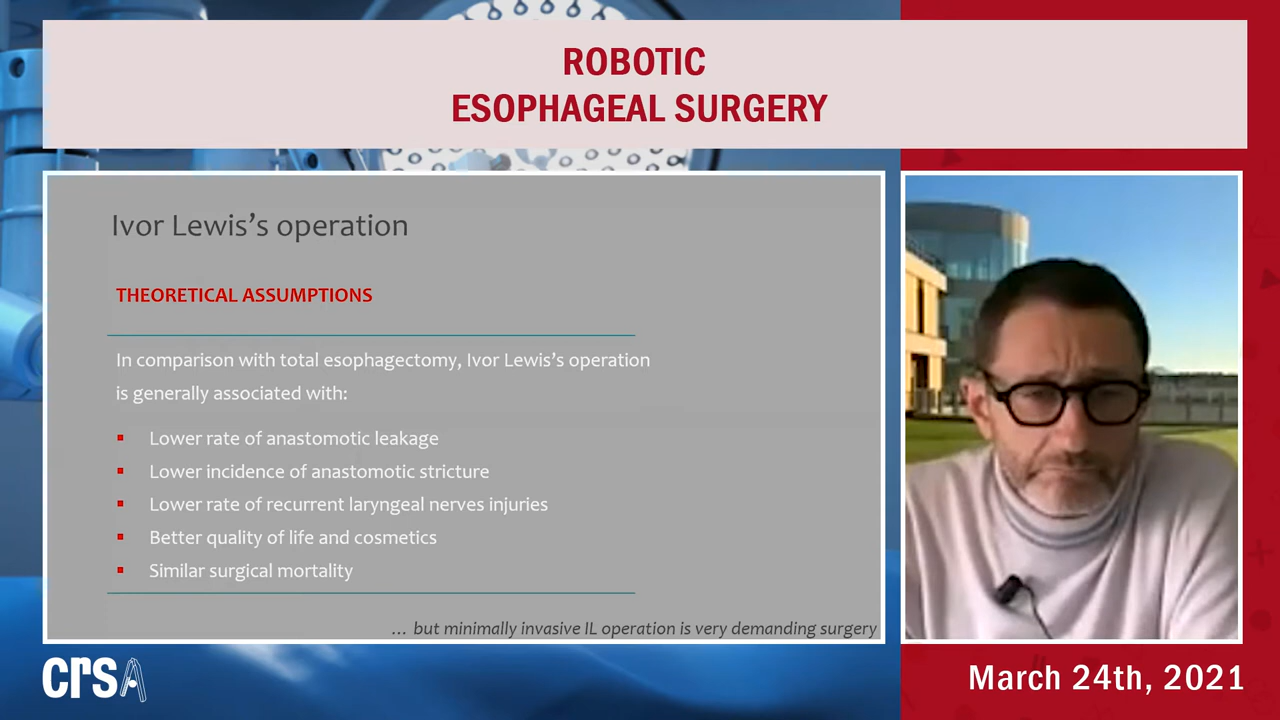 ROBOTIC
ESOPHAGEAL SURGERY
Ivor Lewis's operation
THEORETICAL ASSUMPTIONS
In comparison with total esophagectomy, Ivor Lewis's operation
is generally associated with:
Lower rate of anastomotic leakage
Lower incidence of anastomotic stricture
Lower rate of recurrent laryngeal nerves injuries
Better quality of life and cosmetics
Similar surgical mortality
... but minimally invasive IL operation is very demanding surgery
crsA
March 24th, 2021